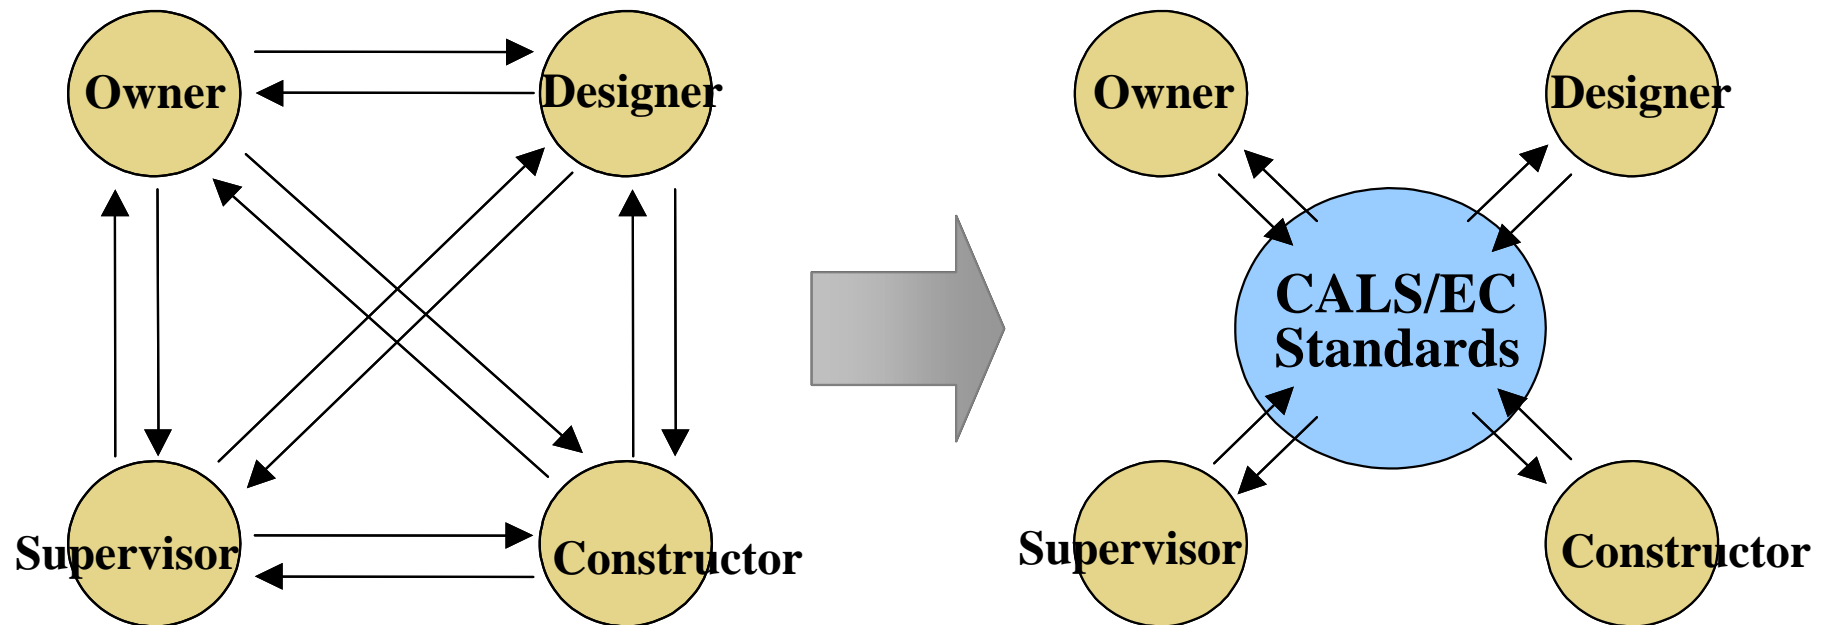 Owner
Designer
Supervisor
Constructor
Owner
Designer
CALS/EC
Standards
Supervisor
Constructor